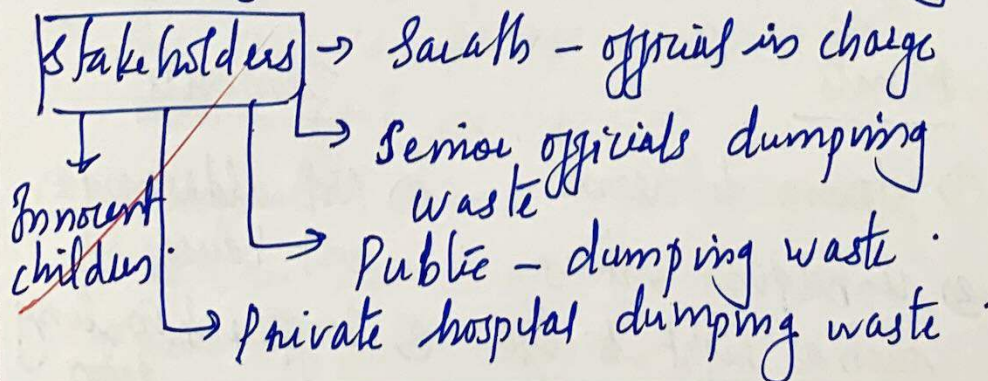 Stakeholders → Sarath - official in charge
→ Senior officials dumping
waste
Innocent
children
→ Public - dumping waste.
→ Private hospital dumping waste.